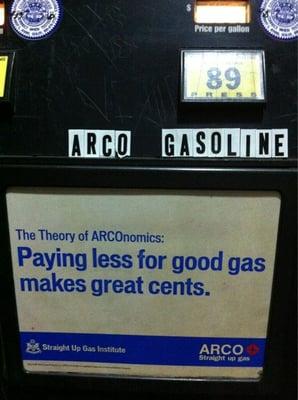 $
Price per gallon
89
PRESS
ARCO GASOLINE
The Theory of ARCOnomics:
Paying less for good gas
makes great cents.
Straight Up Gas Institute
ARCO
Straight up gas